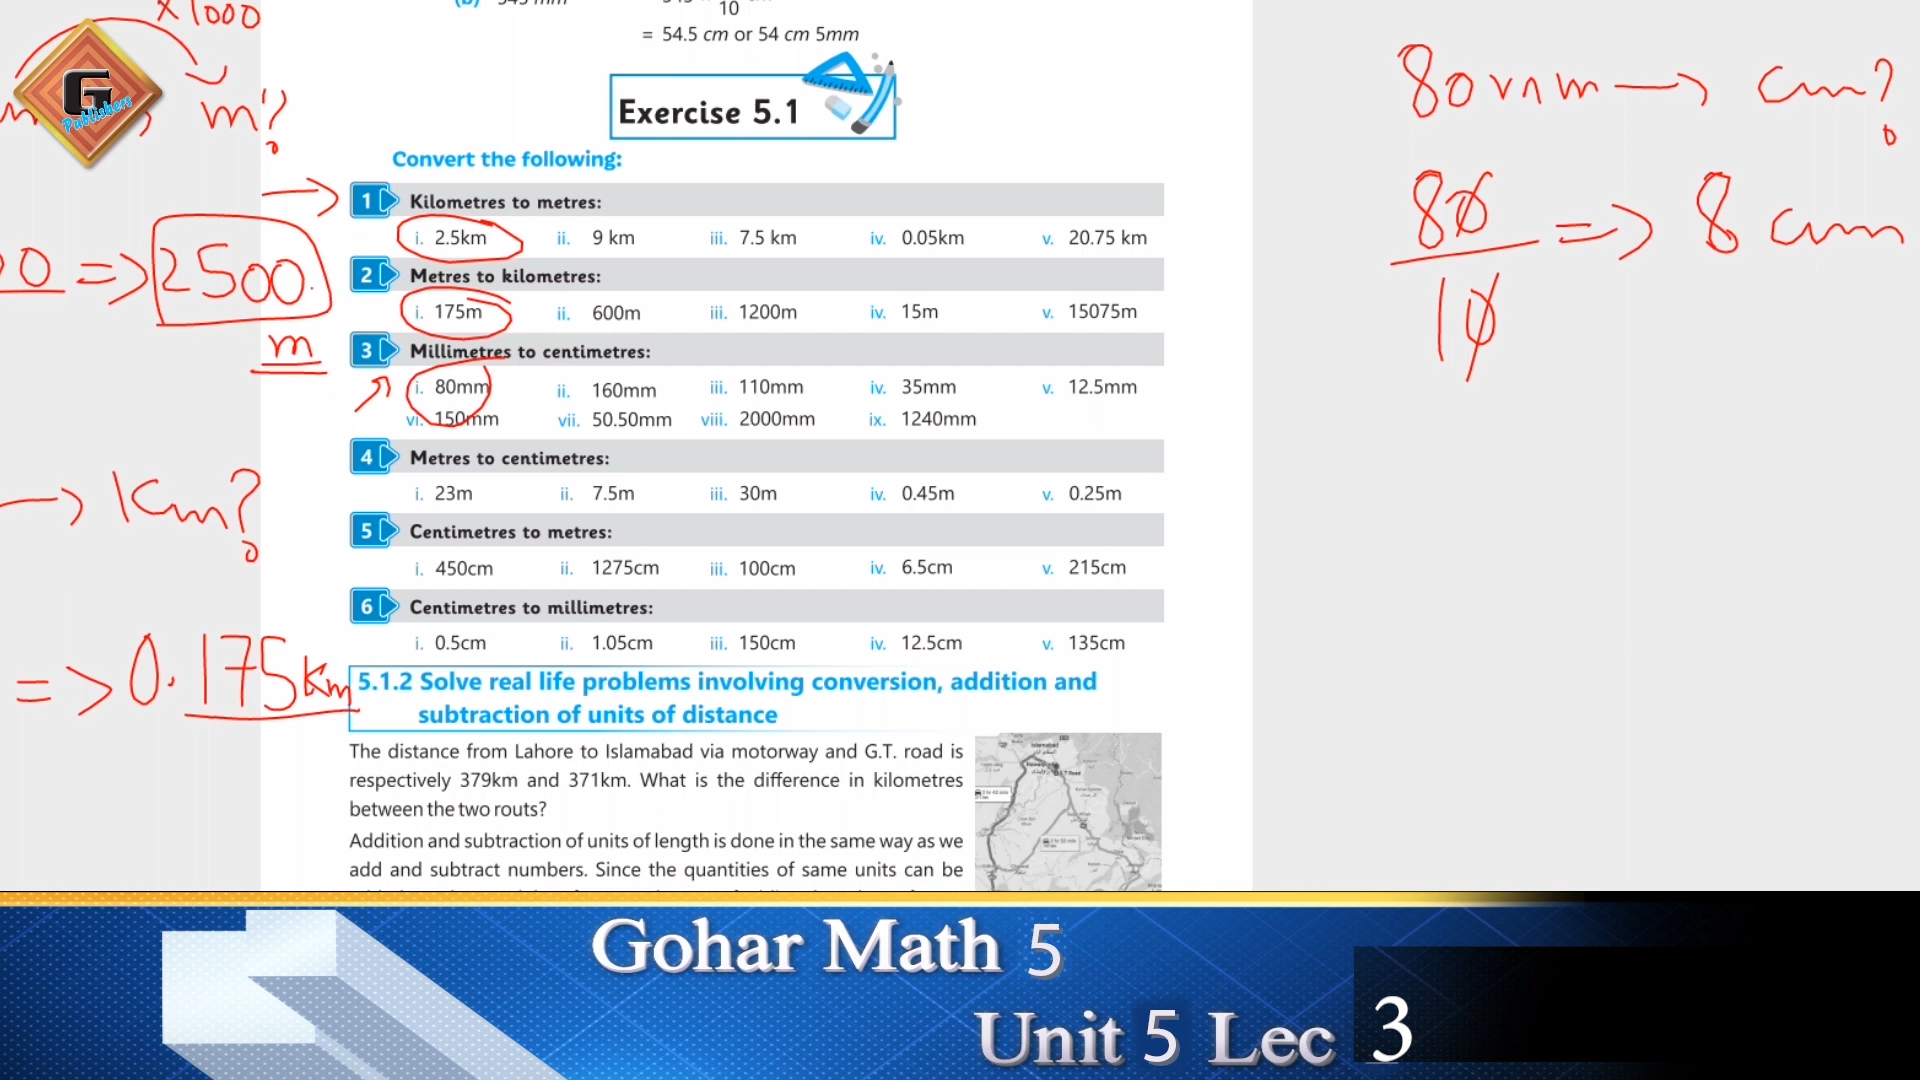 = 54.5 cm or 54 cm 5mm
Exercise 5.1
Convert the following:
1 Kilometres to metres:
i. 2.5km ii. 9 km iii. 7.5 km iv. 0.05km v. 20.75 km
2 Metres to kilometres:
i. 175m ii. 600m iii. 1200m iv. 15m v. 15075m
3 Millimetres to centimetres:
i. 80mm ii. 160mm iii. 110mm iv. 35mm v. 12.5mm
vi. 150mm vii. 50.50mm viii. 2000mm ix. 1240mm
4 Metres to centimetres:
i. 23m ii. 7.5m iii. 30m iv. 0.45m v. 0.25m
5 Centimetres to metres:
i. 450cm ii. 1275cm iii. 100cm iv. 6.5cm v. 215cm
6 Centimetres to millimetres:
i. 0.5cm ii. 1.05cm iii. 150cm iv. 12.5cm v. 135cm
5.1.2 Solve real life problems involving conversion, addition and
subtraction of units of distance
The distance from Lahore to Islamabad via motorway and G.T. road is
respectively 379km and 371km. What is the difference in kilometres
between the two routs?
Addition and subtraction of units of length is done in the same way as we
add and subtract numbers. Since the quantities of same units can be
×1000
m?
=> 2500
m
→ Km?
=> 0.175km
80mm → cm?
80
10
=> 8 cm
G
Publishers
Gohar Math 5
Unit 5 Lec 3